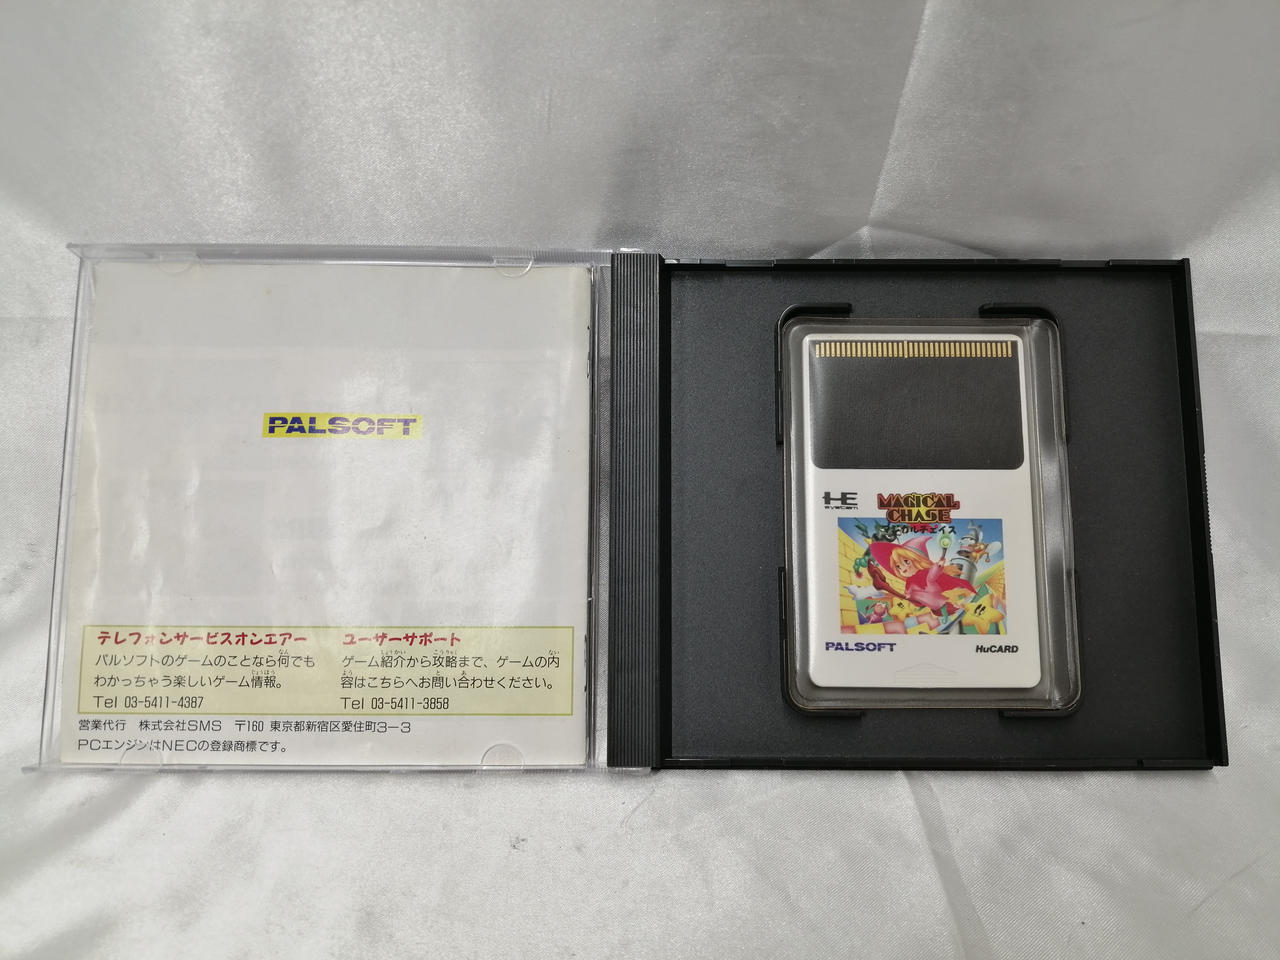 PALSOFT
テレフォンサービスオンエアー
パルソフトのゲームのことなら何でも
わかっちゃう楽しいゲーム情報。
Tel 03-5411-4387
ユーザーサポート
ゲーム紹介から攻略まで、ゲームの内
容はこちらへお問い合わせください。
Tel 03-5411-3858
営業代行 株式会社SMS 〒160 東京都新宿区愛住町3-3
PCエンジンはNECの登録商標です。
HE
system
MAGICAL
CHASE
マジカルチェイス
PALSOFT
HuCARD